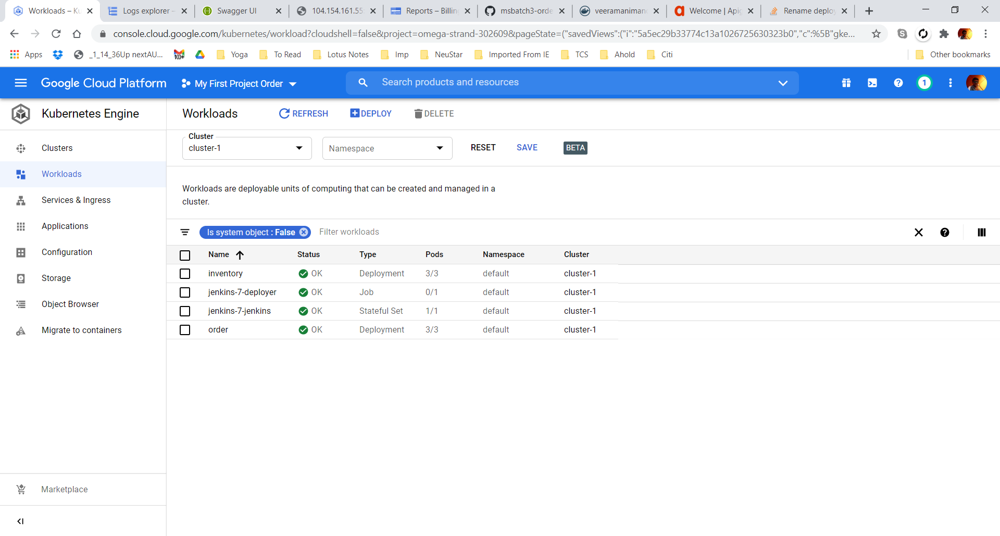 Workloads – Ku
Logs explorer –
Swagger UI
104.154.161.55:
Reports – Billing
msbatch3-orde
veeramaniman
Welcome | Apig
Rename deploy
console.cloud.google.com/kubernetes/workload?cloudshell=false&project=omega-strand-302609&pageState=("savedViews":("i":"5a5ec29b33774c13a1026725630323b0","c":%5B"gke...
Apps
_1_14_36Up nextAU...
100+
Yoga
To Read
Lotus Notes
Imp
NeuStar
Imported From IE
TCS
Ahold
Citi
Other bookmarks
Google Cloud Platform
My First Project Order
Search products and resources
1
Kubernetes Engine
Workloads
REFRESH
DEPLOY
DELETE
Clusters
Workloads
Services & Ingress
Applications
Configuration
Storage
Object Browser
Migrate to containers
Marketplace
Cluster
cluster-1
Namespace
RESET
SAVE
BETA
Workloads are deployable units of computing that can be created and managed in a
cluster.
Is system object : False
Filter workloads
Name Status Type Pods Namespace Cluster
inventory OK Deployment 3/3 default cluster-1
jenkins-7-deployer OK Job 0/1 default cluster-1
jenkins-7-jenkins OK Stateful Set 1/1 default cluster-1
order OK Deployment 3/3 default cluster-1